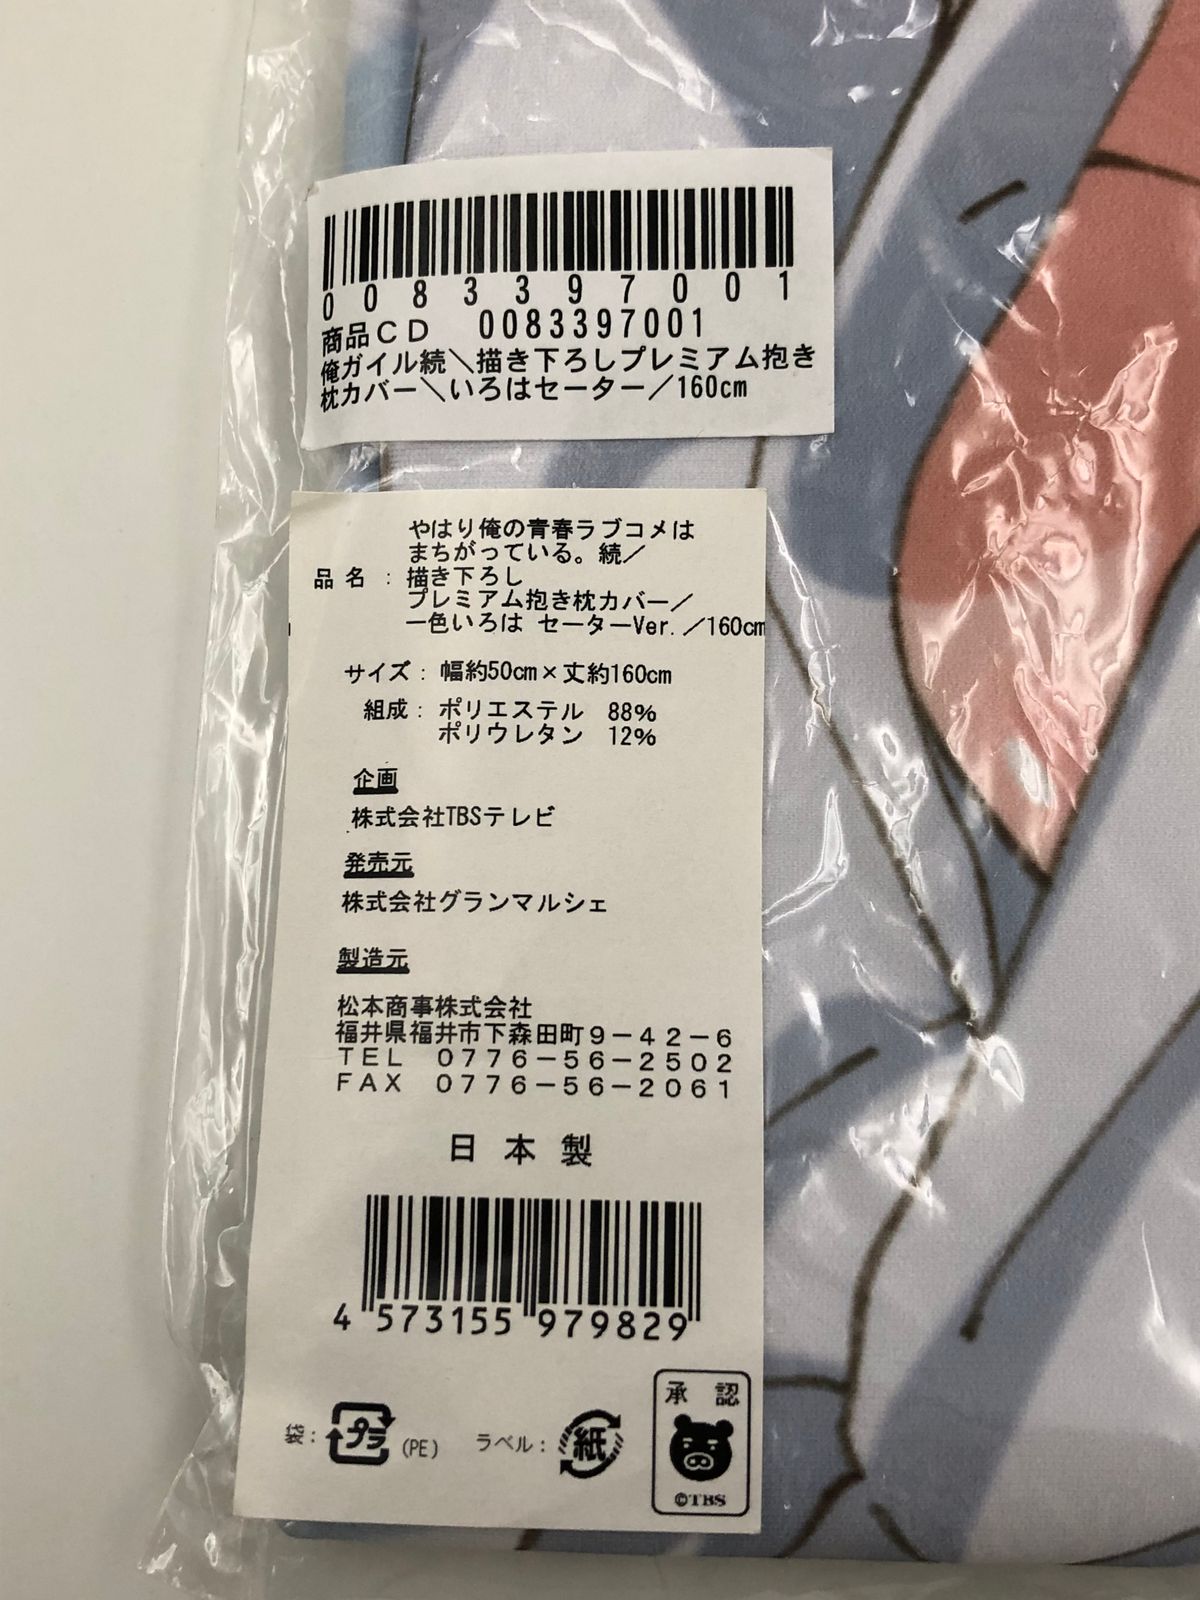 0083397001
商品CD 0083397001
俺ガイル続＼描き下ろしプレミアム抱き
枕カバー＼いろはセーター／160cm
やはり俺の青春ラブコメは
まちがっている。続／
品名：描き下ろし
プレミアム抱き枕カバー／
一色いろは セーターVer.／160cm
サイズ：幅約50cm×丈約160cm
組成：ポリエステル 88%
ポリウレタン 12%
企画
株式会社TBSテレビ
発売元
株式会社グランマルシェ
製造元
松本商事株式会社
福井県福井市下森田町9－42－6
TEL 0776－56－2502
FAX 0776－56－2061
日本製
4 573155 979829
袋：プラ(PE) ラベル：紙
承認
©TBS